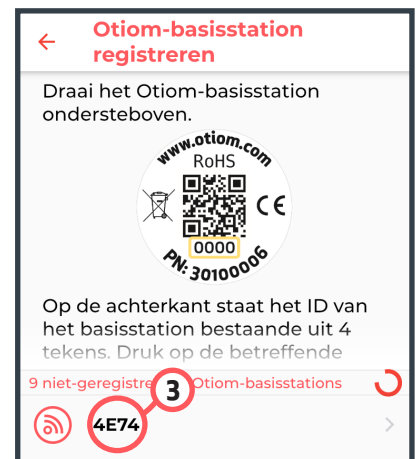 Otiom-basisstation
registreren
Draai het Otiom-basisstation
ondersteboven.
www.otiom.com
RoHS
CE
0000
PN: 30100006
Op de achterkant staat het ID van
het basisstation bestaande uit 4
tekens. Druk op de betreffende
9 niet-geregistre Otiom-basisstations
3
4E74